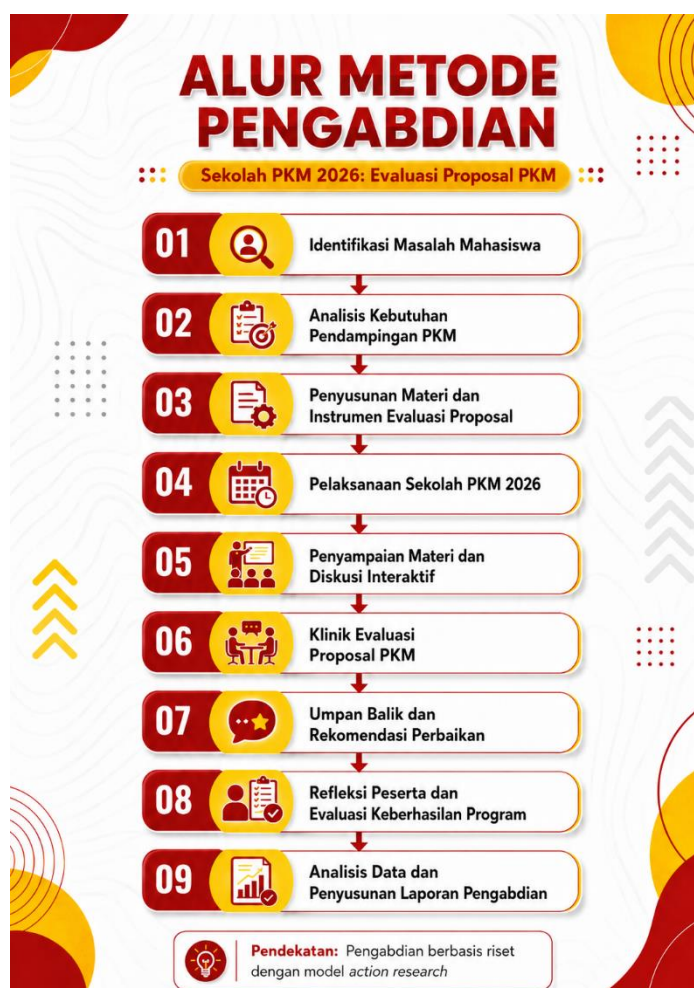 ALUR METODE
PENGABDIAN
Sekolah PKM 2026: Evaluasi Proposal PKM
01
Identifikasi Masalah Mahasiswa
02
Analisis Kebutuhan
Pendampingan PKM
03
Penyusunan Materi dan
Instrumen Evaluasi Proposal
04
Pelaksanaan Sekolah PKM 2026
05
Penyampaian Materi dan
Diskusi Interaktif
06
Klinik Evaluasi
Proposal PKM
07
Umpan Balik dan
Rekomendasi Perbaikan
08
Refleksi Peserta dan
Evaluasi Keberhasilan Program
09
Analisis Data dan
Penyusunan Laporan Pengabdian
Pendekatan: Pengabdian berbasis riset
dengan model action research